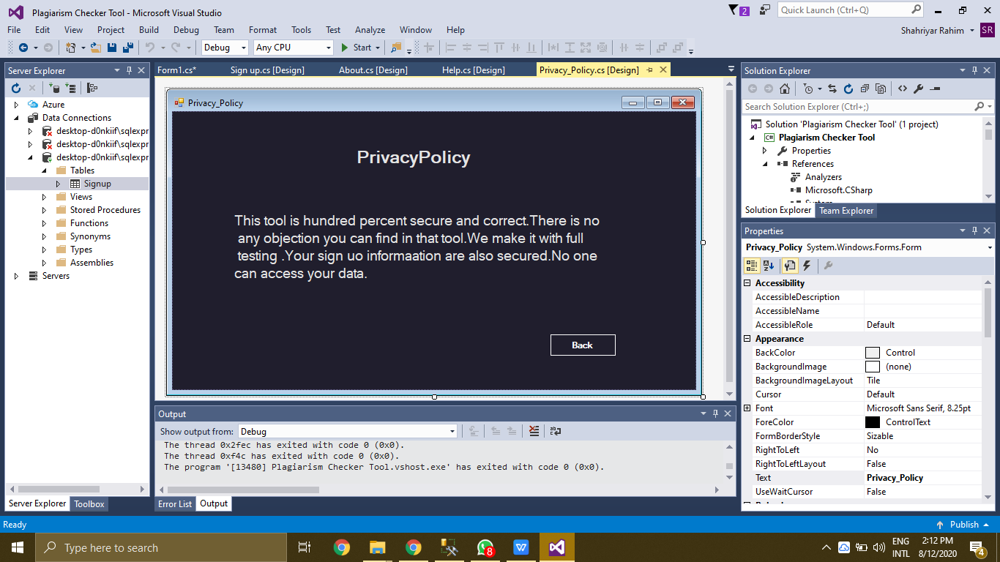 Plagiarism Checker Tool - Microsoft Visual Studio
2
Quick Launch (Ctrl+Q)
File Edit View Project Build Debug Team Format Tools Test Analyze Window Help
Shahriyar Rahim SR
Debug Any CPU Start
Server Explorer
Azure
Data Connections
desktop-d0nkiif\sqlexpr
desktop-d0nkiif\sqlexpr
desktop-d0nkiif\sqlexpr
Tables
Signup
Views
Stored Procedures
Functions
Synonyms
Types
Assemblies
Servers
Server Explorer Toolbox
Form1.cs* Sign up.cs [Design] About.cs [Design] Help.cs [Design] Privacy_Policy.cs [Design]
Privacy_Policy
PrivacyPolicy
This tool is hundred percent secure and correct.There is no
any objection you can find in that tool.We make it with full
testing .Your sign uo informaation are also secured.No one
can access your data.
Back
Output
Show output from: Debug
The thread 0x2fec has exited with code 0 (0x0).
The thread 0xf4c has exited with code 0 (0x0).
The program '[13480] Plagiarism Checker Tool.vshost.exe' has exited with code 0 (0x0).
Error List Output
Solution Explorer
Search Solution Explorer (Ctrl+;)
Solution 'Plagiarism Checker Tool' (1 project)
C# Plagiarism Checker Tool
Properties
References
Analyzers
Microsoft.CSharp
System
Solution Explorer Team Explorer
Properties
Privacy_Policy System.Windows.Forms.Form
Accessibility
AccessibleDescription
AccessibleName
AccessibleRole Default
Appearance
BackColor Control
BackgroundImage (none)
BackgroundImageLayout Tile
Cursor Default
Font Microsoft Sans Serif, 8.25pt
ForeColor ControlText
FormBorderStyle Sizable
RightToLeft No
RightToLeftLayout False
Text Privacy_Policy
UseWaitCursor False
Ready
Publish
Type here to search
8
W
ENG
INTL
2:12 PM
8/12/2020
4